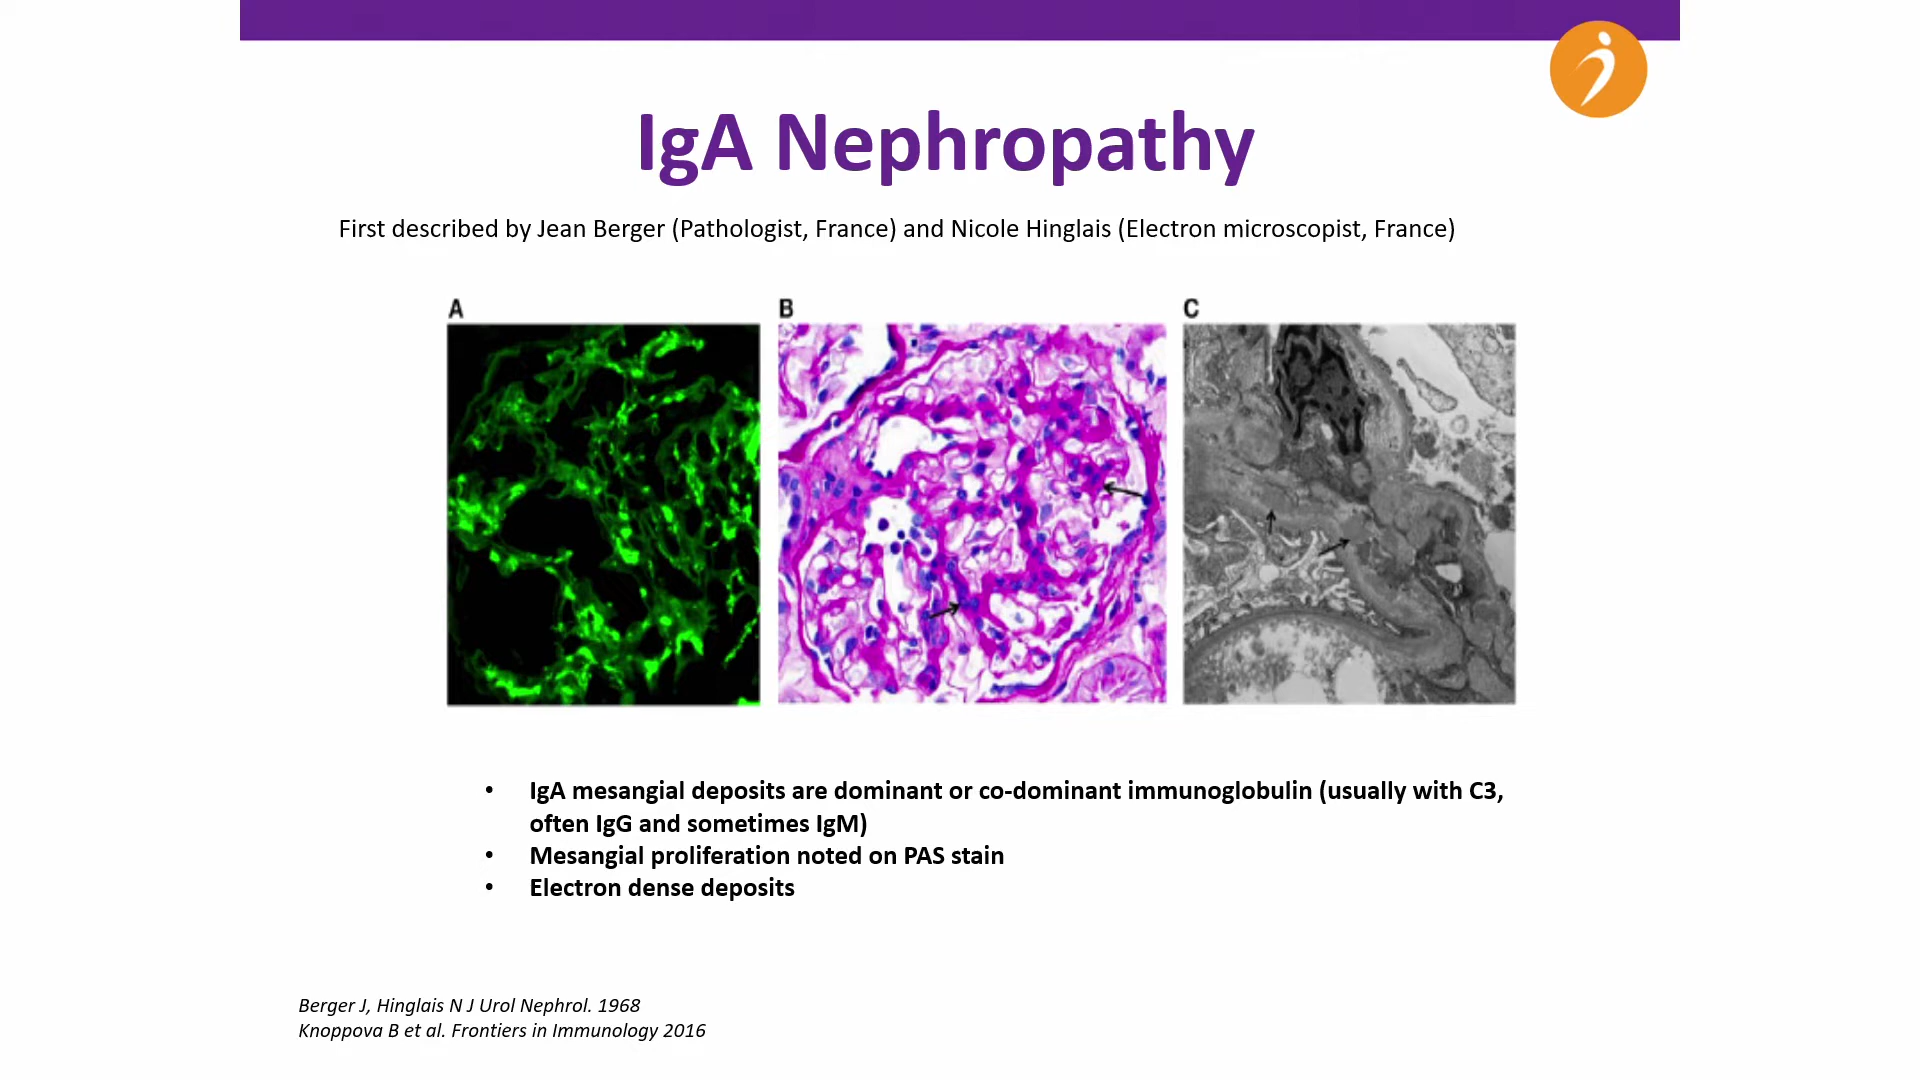 IgA Nephropathy
First described by Jean Berger (Pathologist, France) and Nicole Hinglais (Electron microscopist, France)
A B C
• IgA mesangial deposits are dominant or co-dominant immunoglobulin (usually with C3,
often IgG and sometimes IgM)
• Mesangial proliferation noted on PAS stain
• Electron dense deposits
Berger J, Hinglais N J Urol Nephrol. 1968
Knoppova B et al. Frontiers in Immunology 2016